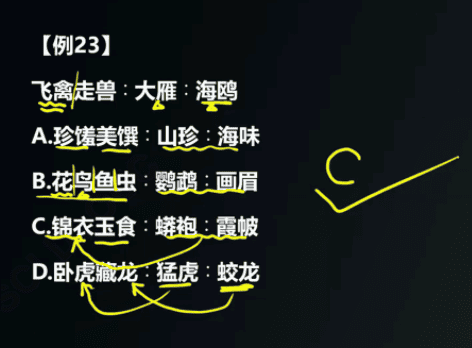 【例23】
飞禽走兽：大雁：海鸥
A.珍馐美馔：山珍：海味
B.花鸟鱼虫：鹦鹉：画眉
C.锦衣玉食：蟒袍：霞帔
D.卧虎藏龙：猛虎：蛟龙
C